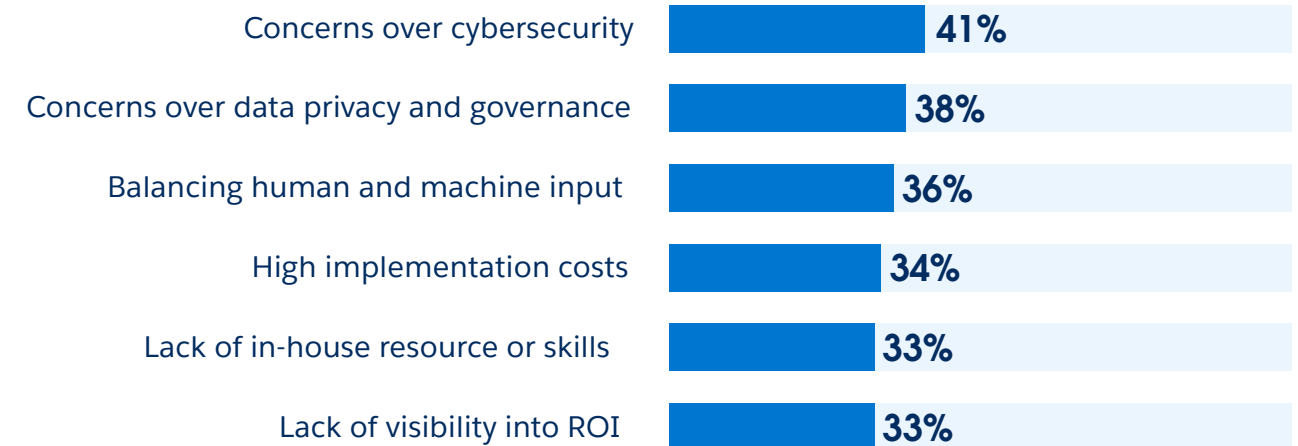 Concerns over cybersecurity 41%
Concerns over data privacy and governance 38%
Balancing human and machine input 36%
High implementation costs 34%
Lack of in-house resource or skills 33%
Lack of visibility into ROI 33%